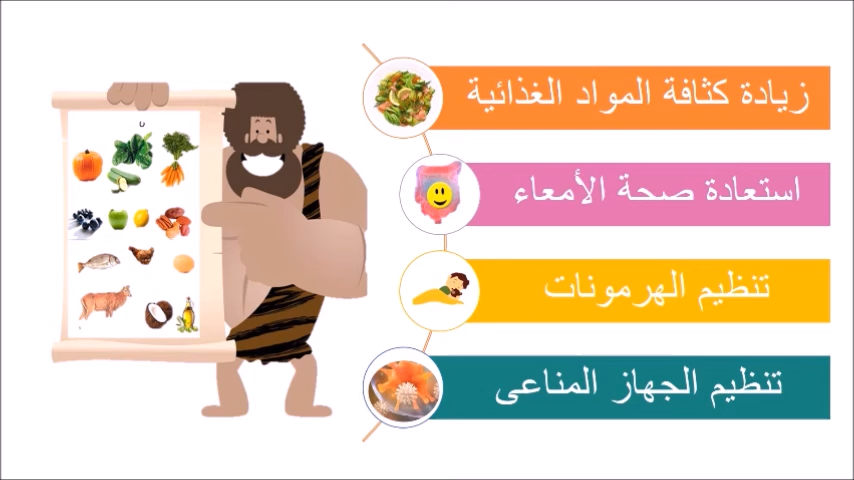 زيادة كثافة المواد الغذائية
استعادة صحة الأمعاء
تنظيم الهرمونات
تنظيم الجهاز المناعى